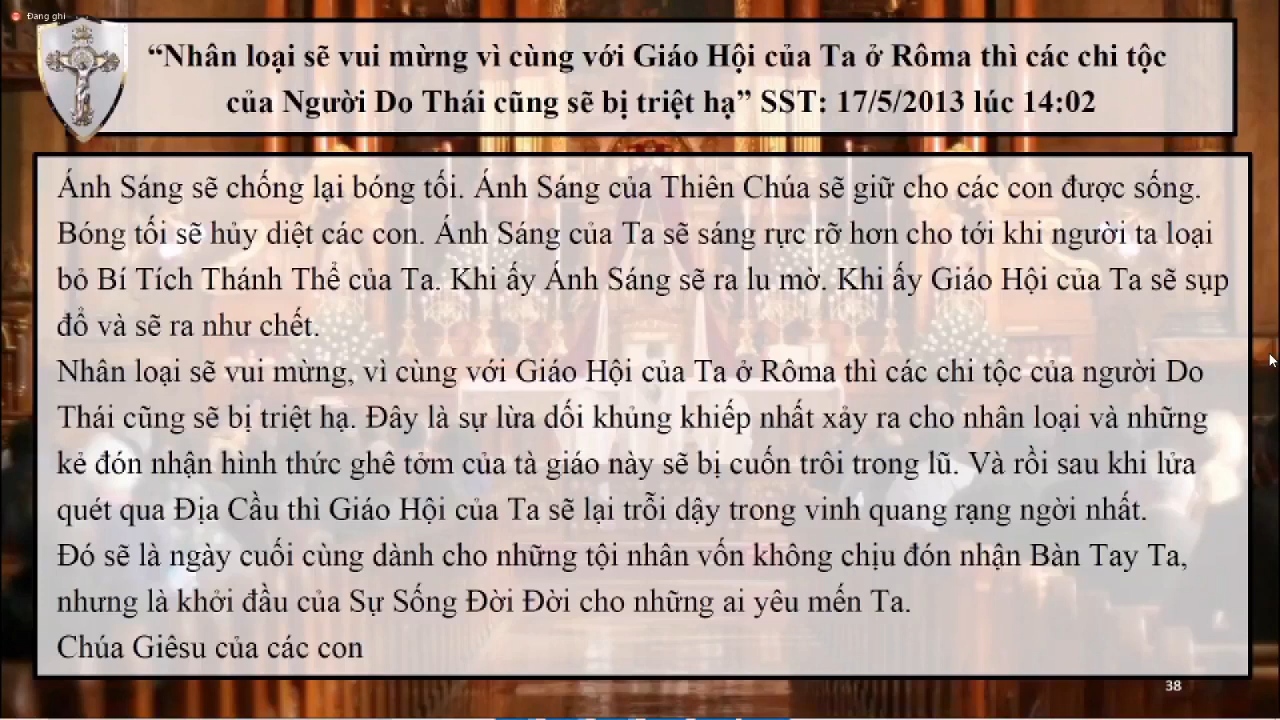 Đang ghi
“Nhân loại sẽ vui mừng vì cùng với Giáo Hội của Ta ở Rôma thì các chi tộc
của Người Do Thái cũng sẽ bị triệt hạ” SST: 17/5/2013 lúc 14:02
Ánh Sáng sẽ chống lại bóng tối. Ánh Sáng của Thiên Chúa sẽ giữ cho các con được sống.
Bóng tối sẽ hủy diệt các con. Ánh Sáng của Ta sẽ sáng rực rỡ hơn cho tới khi người ta loại
bỏ Bí Tích Thánh Thể của Ta. Khi ấy Ánh Sáng sẽ ra lu mờ. Khi ấy Giáo Hội của Ta sẽ sụp
đổ và sẽ ra như chết.
Nhân loại sẽ vui mừng, vì cùng với Giáo Hội của Ta ở Rôma thì các chi tộc của người Do
Thái cũng sẽ bị triệt hạ. Đây là sự lừa dối khủng khiếp nhất xảy ra cho nhân loại và những
kẻ đón nhận hình thức ghê tởm của tà giáo này sẽ bị cuốn trôi trong lũ. Và rồi sau khi lửa
quét qua Địa Cầu thì Giáo Hội của Ta sẽ lại trỗi dậy trong vinh quang rạng ngời nhất.
Đó sẽ là ngày cuối cùng dành cho những tội nhân vốn không chịu đón nhận Bàn Tay Ta,
nhưng là khởi đầu của Sự Sống Đời Đời cho những ai yêu mến Ta.
Chúa Giêsu của các con
38